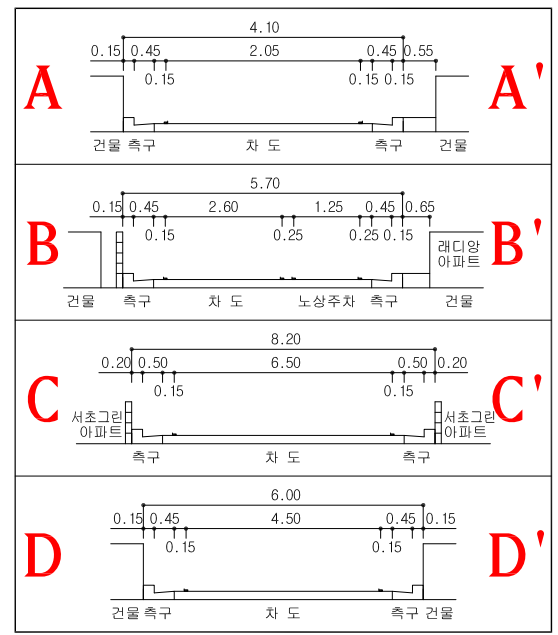 4.10
0.15 0.45 2.05 0.45 0.55
0.15 0.15 0.15
A A'
건물 측구 차 도 측구 건물
5.70
0.15 0.45 2.60 1.25 0.45 0.65
0.15 0.25 0.25 0.15
B B'
래디앙
아파트
건물 측구 차 도 노상주차 측구 건물
8.20
0.20 0.50 6.50 0.50 0.20
0.15 0.15
C C'
서초그린 서초그린
아파트 아파트
측구 차 도 측구
6.00
0.15 0.45 4.50 0.45 0.15
0.15 0.15
D D'
건물 측구 차 도 측구 건물